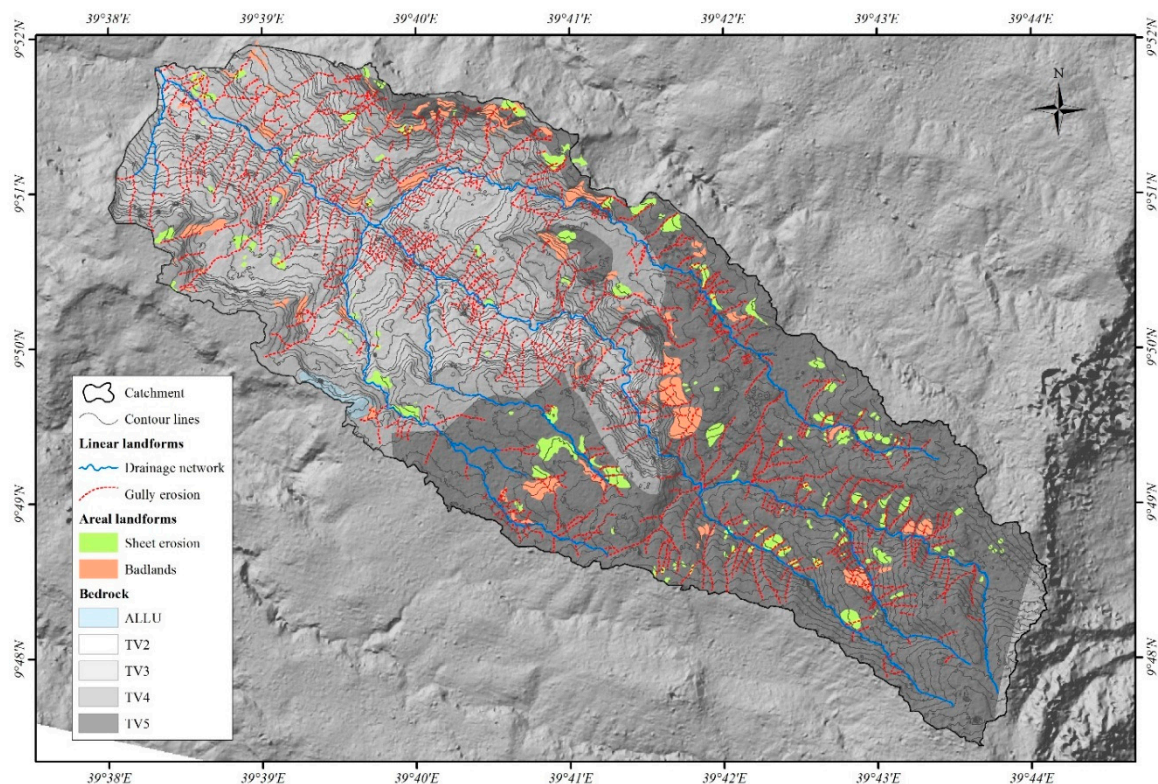 39°38'E 39°39'E 39°40'E 39°41'E 39°42'E 39°43'E 39°44'E
9°52'N 9°52'N
N
9°51'N 9°51'N
9°50'N 9°50'N
Catchment
Contour lines
Linear landforms
Drainage network
Gully erosion
Areal landforms
Sheet erosion
Badlands
Bedrock
ALLU
TV2
TV3
TV4
TV5
9°49'N 9°49'N
9°48'N 9°48'N
39°38'E 39°39'E 39°40'E 39°41'E 39°42'E 39°43'E 39°44'E